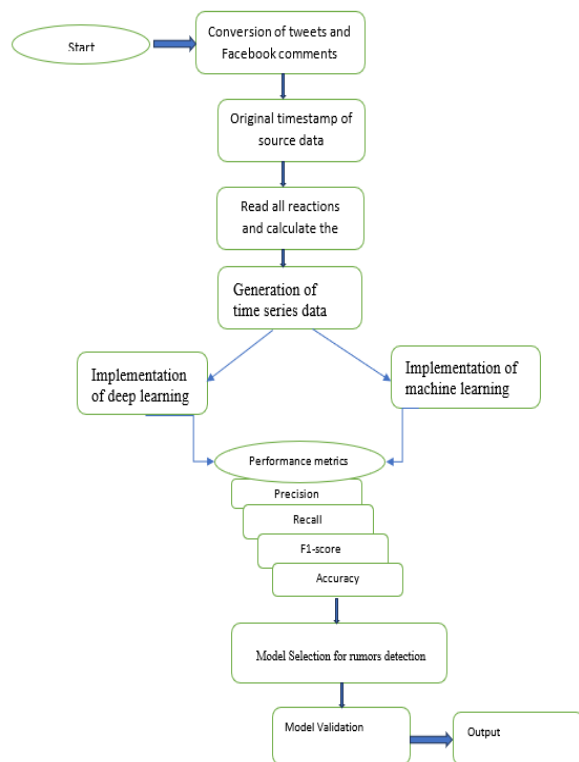 Start
Conversion of tweets and
Facebook comments
Original timestamp of
source data
Read all reactions
and calculate the
Generation of
time series data
Implementation
of deep learning
Implementation of
machine learning
Performance metrics
Precision
Recall
F1-score
Accuracy
Model Selection for rumors detection
Model Validation
Output